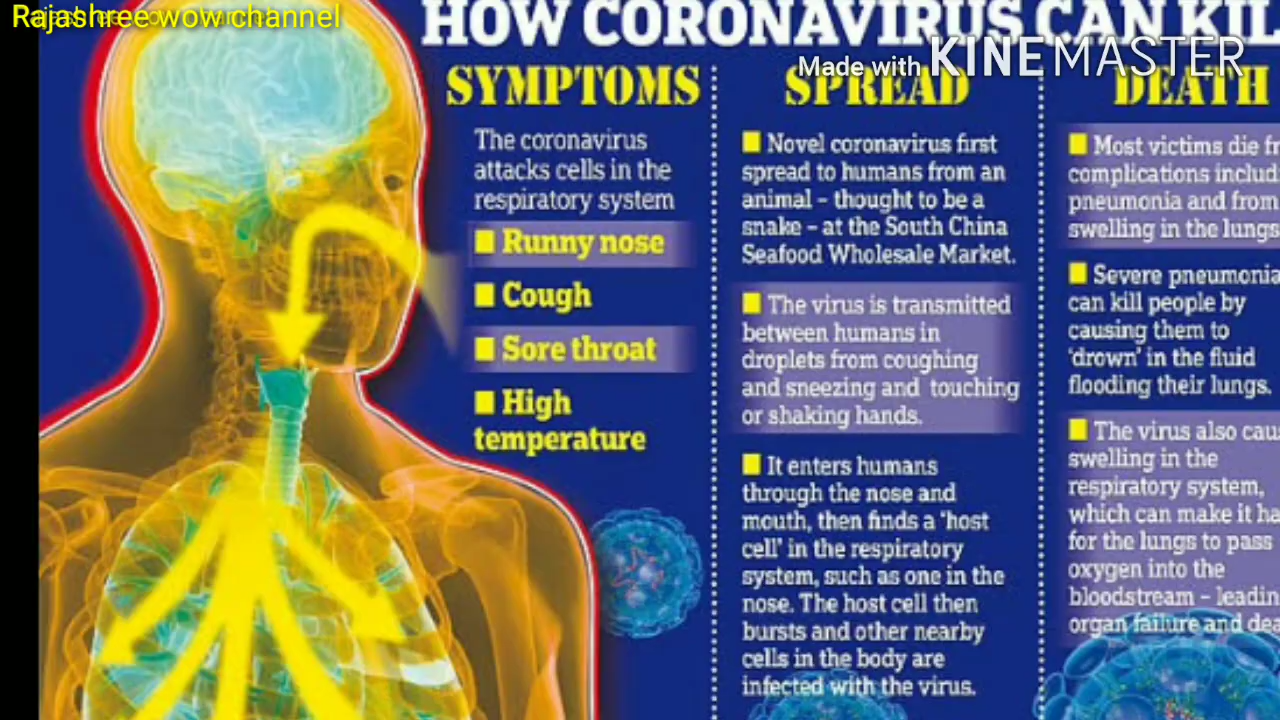 Rajashree wow channel
HOW CORONAVIRUS CAN KIL
Made with KINEMASTER
SYMPTOMS
The coronavirus
attacks cells in the
respiratory system
Runny nose
Cough
Sore throat
High
temperature
SPREAD
Novel coronavirus first
spread to humans from an
animal – thought to be a
snake – at the South China
Seafood Wholesale Market.
The virus is transmitted
between humans in
droplets from coughing
and sneezing and touching
or shaking hands.
It enters humans
through the nose and
mouth, then finds a 'host
cell' in the respiratory
system, such as one in the
nose. The host cell then
bursts and other nearby
cells in the body are
infected with the virus.
DEATH
Most victims die fr
complications includi
pneumonia and from
swelling in the lungs
Severe pneumonia
can kill people by
causing them to
'drown' in the fluid
flooding their lungs.
The virus also caus
swelling in the
respiratory system,
which can make it ha
for the lungs to pass
oxygen into the
bloodstream – leadin
organ failure and dea